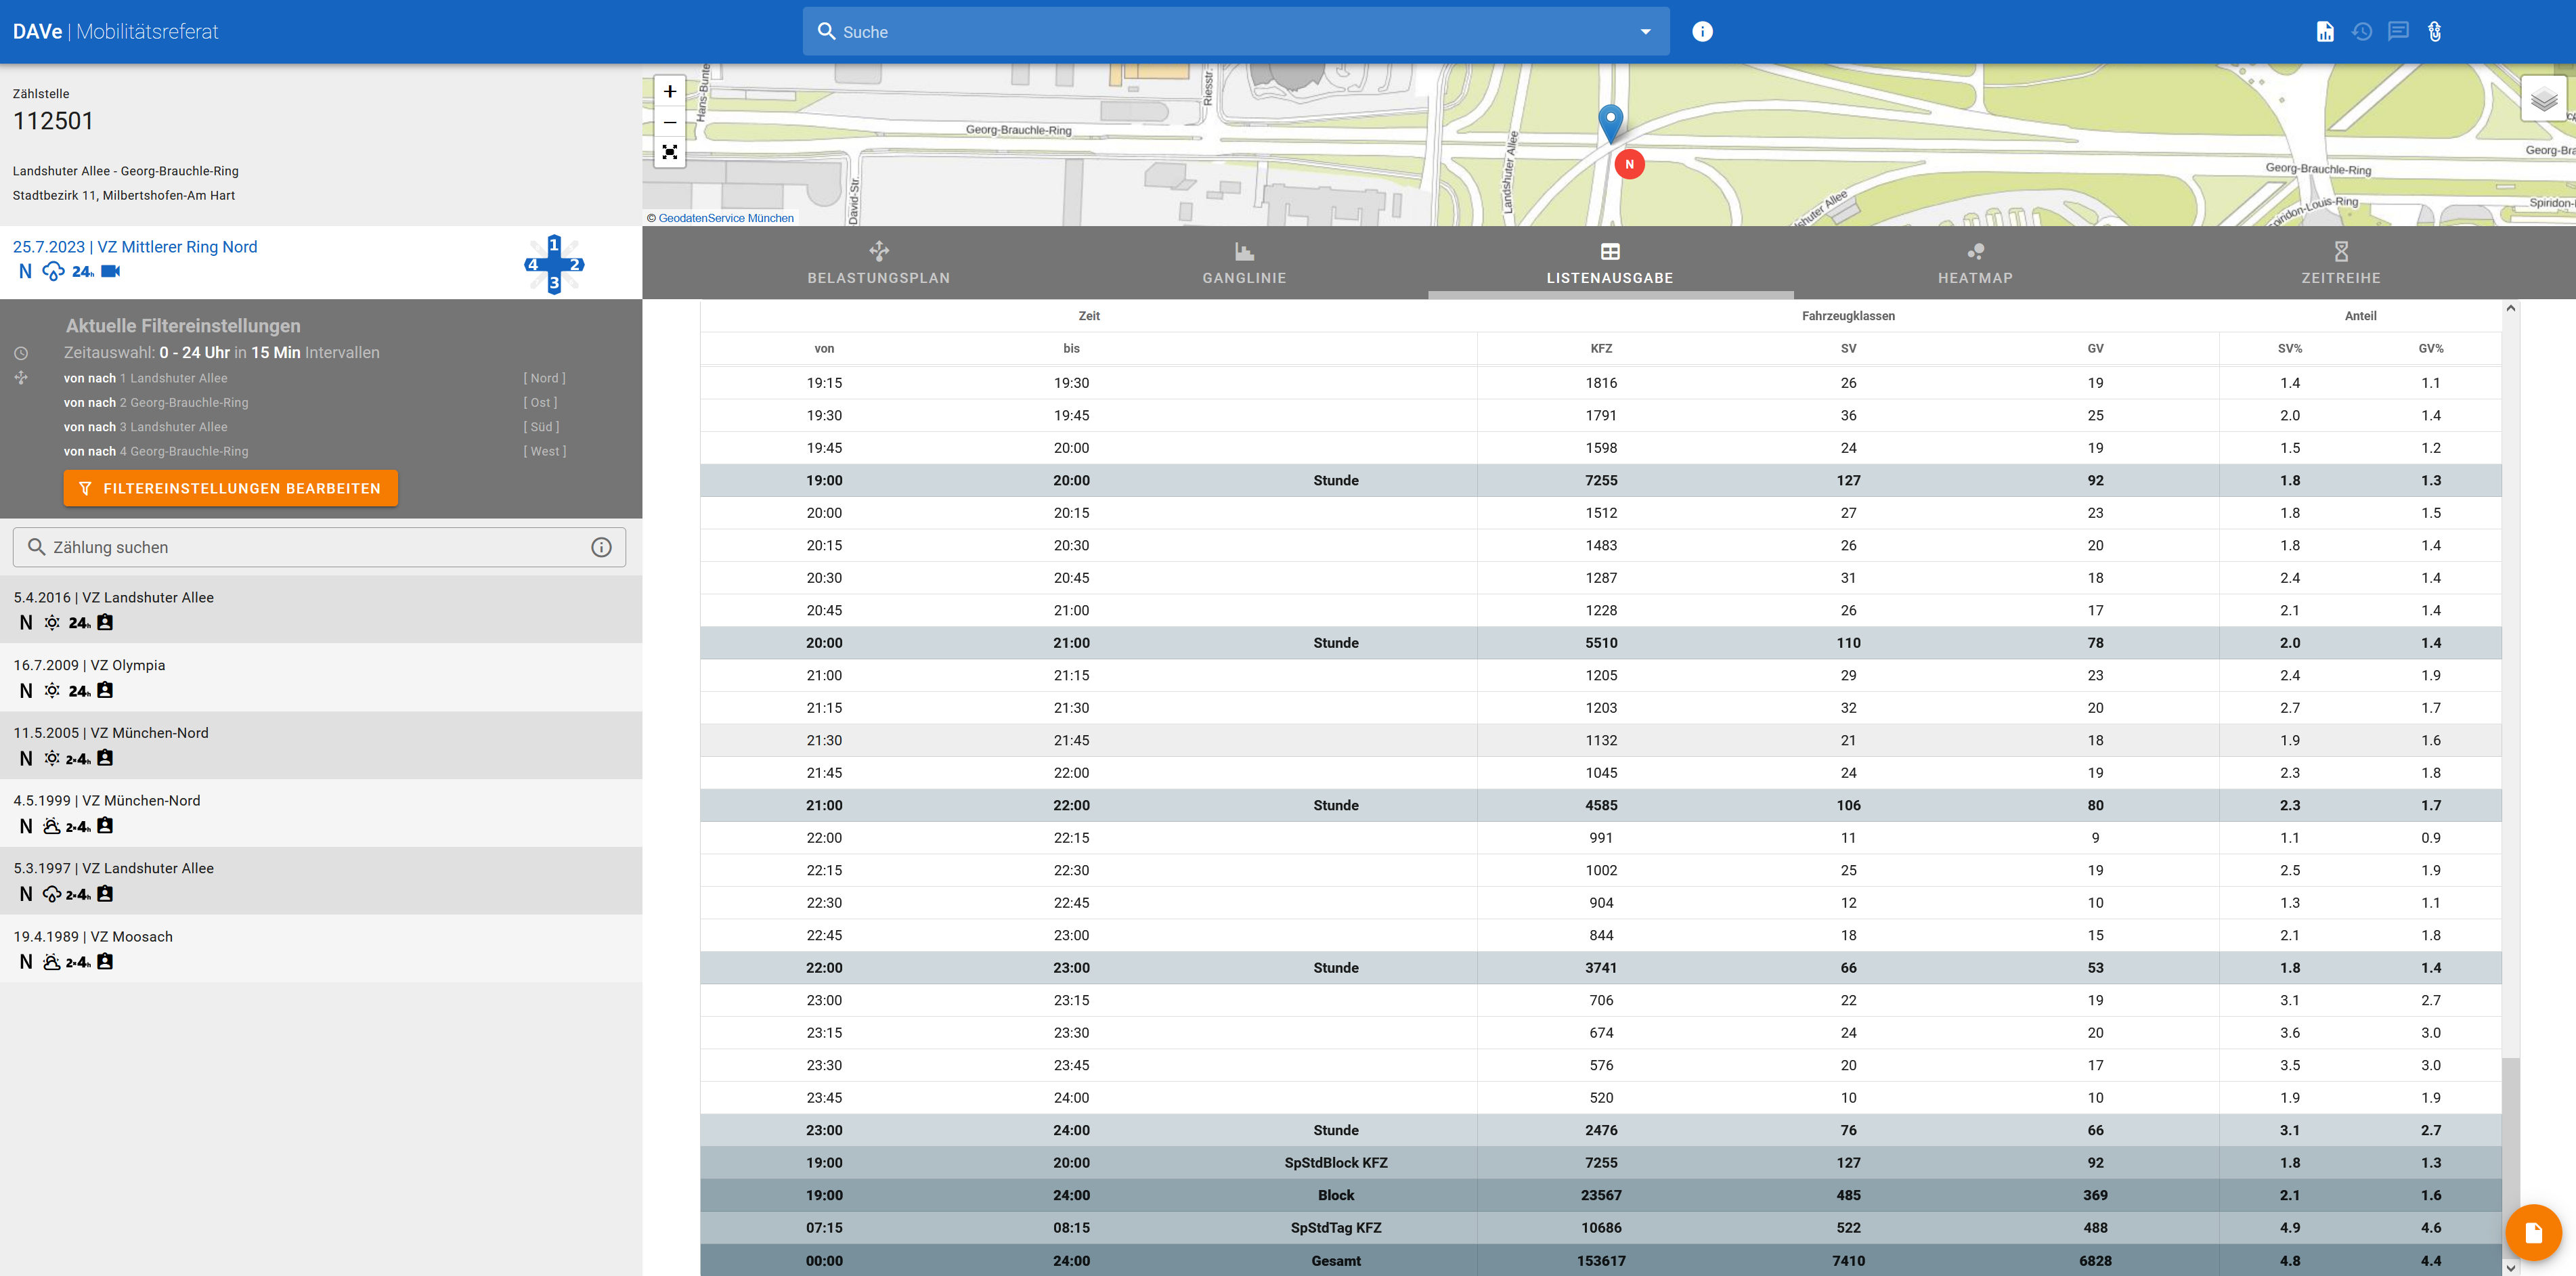 DAVe | Mobilitätsreferat
Suche
Zählstelle
112501
Landshuter Allee - Georg-Brauchle-Ring
Stadtbezirk 11, Milbertshofen-Am Hart
25.7.2023 | VZ Mittlerer Ring Nord
N 24h
1
4 2
3
Aktuelle Filtereinstellungen
Zeitauswahl: 0 - 24 Uhr in 15 Min Intervallen
von nach 1 Landshuter Allee [ Nord ]
von nach 2 Georg-Brauchle-Ring [ Ost ]
von nach 3 Landshuter Allee [ Süd ]
von nach 4 Georg-Brauchle-Ring [ West ]
FILTEREINSTELLUNGEN BEARBEITEN
Zählung suchen
5.4.2016 | VZ Landshuter Allee
N 24h
16.7.2009 | VZ Olympia
N 24h
11.5.2005 | VZ München-Nord
N 2×4h
4.5.1999 | VZ München-Nord
N 2×4h
5.3.1997 | VZ Landshuter Allee
N 2×4h
19.4.1989 | VZ Moosach
N 2×4h
+
−
Hans-Bunte
Riesstr.
Georg-Brauchle-Ring
David-Str.
Landshuter Allee
N
shuter Allee
Georg-Brauchle-Ring
Spiridon-Louis-Ring
Georg-Bra
Spiridon-
© GeodatenService München
BELASTUNGSPLAN
GANGLINIE
LISTENAUSGABE
HEATMAP
ZEITREIHE
Zeit Fahrzeugklassen Anteil
von bis KFZ SV GV SV% GV%
19:15 19:30 1816 26 19 1.4 1.1
19:30 19:45 1791 36 25 2.0 1.4
19:45 20:00 1598 24 19 1.5 1.2
19:00 20:00 Stunde 7255 127 92 1.8 1.3
20:00 20:15 1512 27 23 1.8 1.5
20:15 20:30 1483 26 20 1.8 1.4
20:30 20:45 1287 31 18 2.4 1.4
20:45 21:00 1228 26 17 2.1 1.4
20:00 21:00 Stunde 5510 110 78 2.0 1.4
21:00 21:15 1205 29 23 2.4 1.9
21:15 21:30 1203 32 20 2.7 1.7
21:30 21:45 1132 21 18 1.9 1.6
21:45 22:00 1045 24 19 2.3 1.8
21:00 22:00 Stunde 4585 106 80 2.3 1.7
22:00 22:15 991 11 9 1.1 0.9
22:15 22:30 1002 25 19 2.5 1.9
22:30 22:45 904 12 10 1.3 1.1
22:45 23:00 844 18 15 2.1 1.8
22:00 23:00 Stunde 3741 66 53 1.8 1.4
23:00 23:15 706 22 19 3.1 2.7
23:15 23:30 674 24 20 3.6 3.0
23:30 23:45 576 20 17 3.5 3.0
23:45 24:00 520 10 10 1.9 1.9
23:00 24:00 Stunde 2476 76 66 3.1 2.7
19:00 20:00 SpStdBlock KFZ 7255 127 92 1.8 1.3
19:00 24:00 Block 23567 485 369 2.1 1.6
07:15 08:15 SpStdTag KFZ 10686 522 488 4.9 4.6
00:00 24:00 Gesamt 153617 7410 6828 4.8 4.4